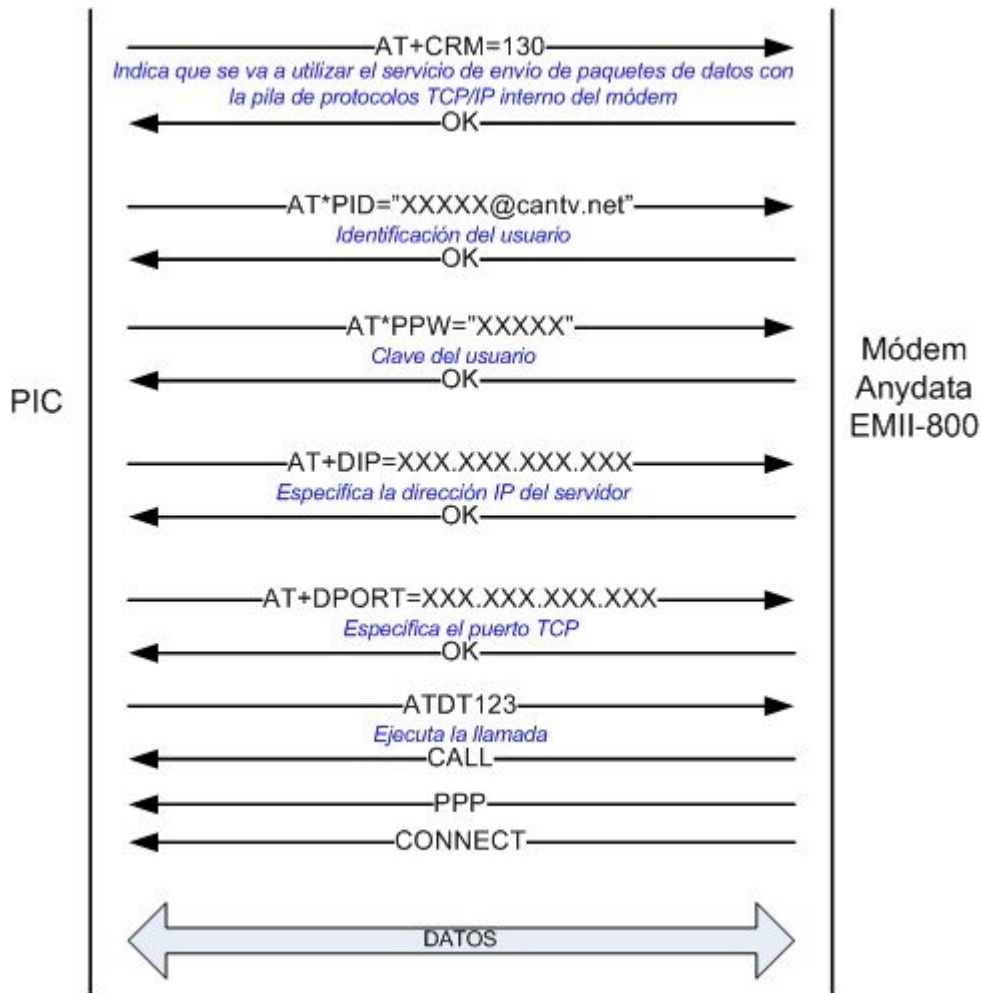 AT+CRM=130
Indica que se va a utilizar el servicio de envio de paquetes de datos con
la pila de protocolos TCP/IP interno del módem
OK
AT*PID="XXXXX@cantv.net"
Identificación del usuario
OK
AT*PPW="XXXXX"
Clave del usuario
OK
PIC
Módem
Anydata
EMII-800
AT+DIP=XXX.XXX.XXX.XXX
Especifica la dirección IP del servidor
OK
AT+DPORT=XXX.XXX.XXX.XXX
Especifica el puerto TCP
OK
ATDT123
Ejecuta la llamada
CALL
PPP
CONNECT
DATOS